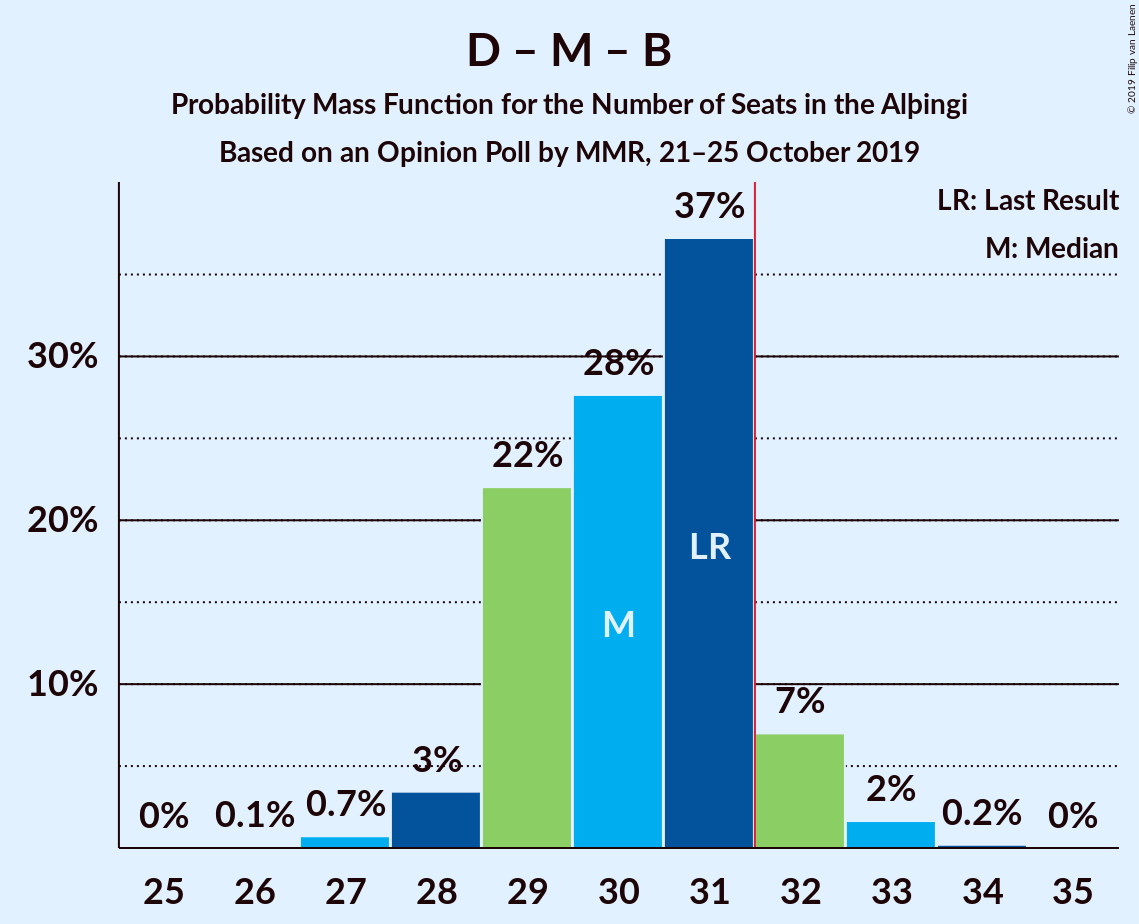 D – M – B
Probability Mass Function for the Number of Seats in the Alþingi
Based on an Opinion Poll by MMR, 21–25 October 2019
© 2019 Filip van Laenen
LR: Last Result
M: Median
37%
30%
28%
22%
20%
LR
M
10%
7%
3%
2%
0%
0.1%
0.7%
0.2%
0%
25 26 27 28 29 30 31 32 33 34 35